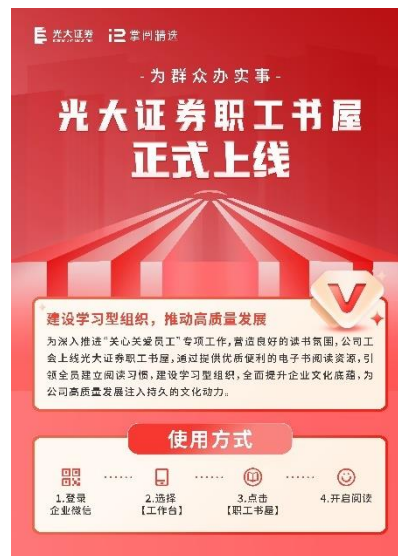 光大证券 掌阅精选
-为群众办实事-
光大证券职工书屋
正式上线
建设学习型组织，推动高质量发展
为深入推进“关心关爱员工”专项工作，营造良好的读书氛围，公司工
会上线光大证券职工书屋，通过提供优质便利的电子书阅读资源，引
领全员建立阅读习惯，建设学习型组织，全面提升企业文化底蕴，为
公司高质量发展注入持久的文化动力。
使用方式
1.登录 2.选择 3.点击 4.开启阅读
企业微信 【工作台】 【职工书屋】